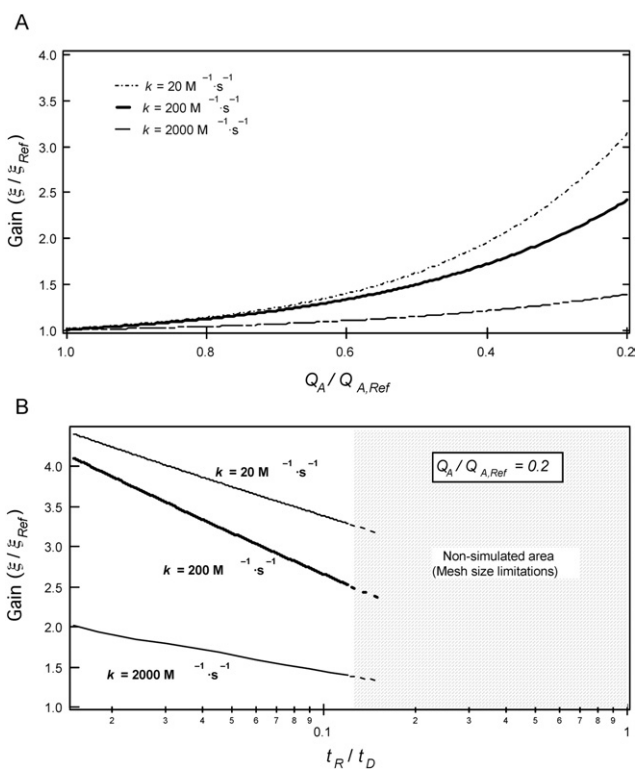 A
4.0
3.5
3.0
2.5
2.0
1.5
1.0
Gain (ξ / ξRef)
k = 20 M −1·s−1
k = 200 M −1·s−1
k = 2000 M −1·s−1
1.0 0.8 0.6 0.4 0.2
QA / QA,Ref
B
4.0
3.5
3.0
2.5
2.0
1.5
1.0
Gain (ξ / ξRef)
k = 20 M −1·s−1
k = 200 M −1·s−1
k = 2000 M −1·s−1
QA / QA,Ref = 0.2
Non-simulated area
(Mesh size limitations)
2 3 4 5 6 7 8 9 0.1 2 3 4 5 6 7 8 9 1
tR / tD